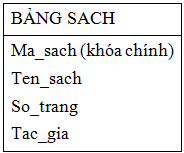 BẢNG SACH
Ma_sach (khóa chính)
Ten_sach
So_trang
Tac_gia